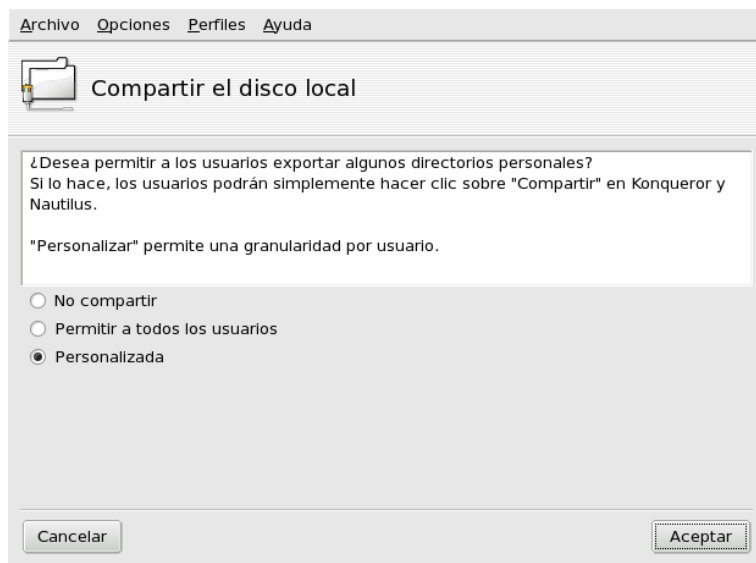 Archivo Opciones Perfiles Ayuda
Compartir el disco local
¿Desea permitir a los usuarios exportar algunos directorios personales?
Si lo hace, los usuarios podrán simplemente hacer clic sobre "Compartir" en Konqueror y
Nautilus.
"Personalizar" permite una granularidad por usuario.
No compartir
Permitir a todos los usuarios
Personalizada
Cancelar Aceptar